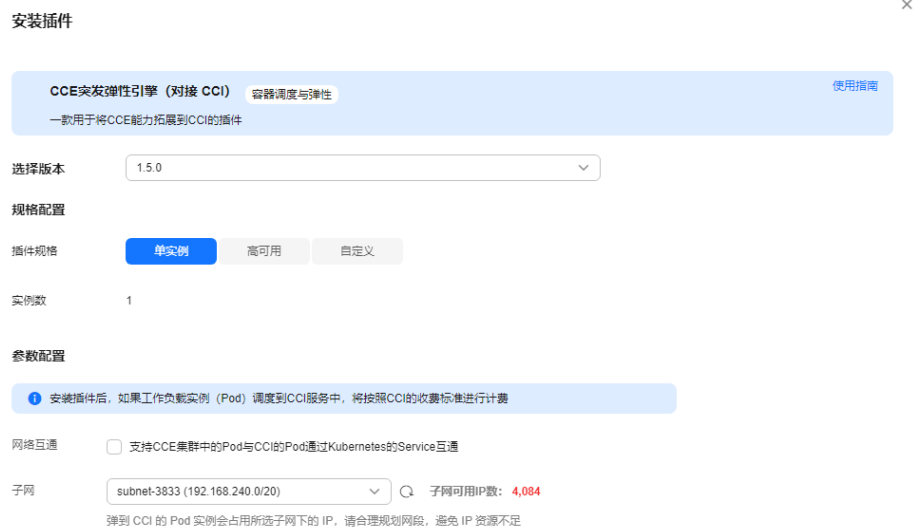 安装插件
CCE突发弹性引擎（对接 CCI） 容器调度与弹性 使用指南
一款用于将CCE能力拓展到CCI的插件
选择版本 1.5.0
规格配置
插件规格 单实例 高可用 自定义
实例数 1
参数配置
安装插件后，如果工作负载实例（Pod）调度到CCI服务中，将按照CCI的收费标准进行计费
网络互通 支持CCE集群中的Pod与CCI的Pod通过Kubernetes的Service互通
子网 subnet-3833 (192.168.240.0/20) 子网可用IP数： 4,084
弹到 CCI 的 Pod 实例会占用所选子网下的 IP，请合理规划网段，避免 IP 资源不足